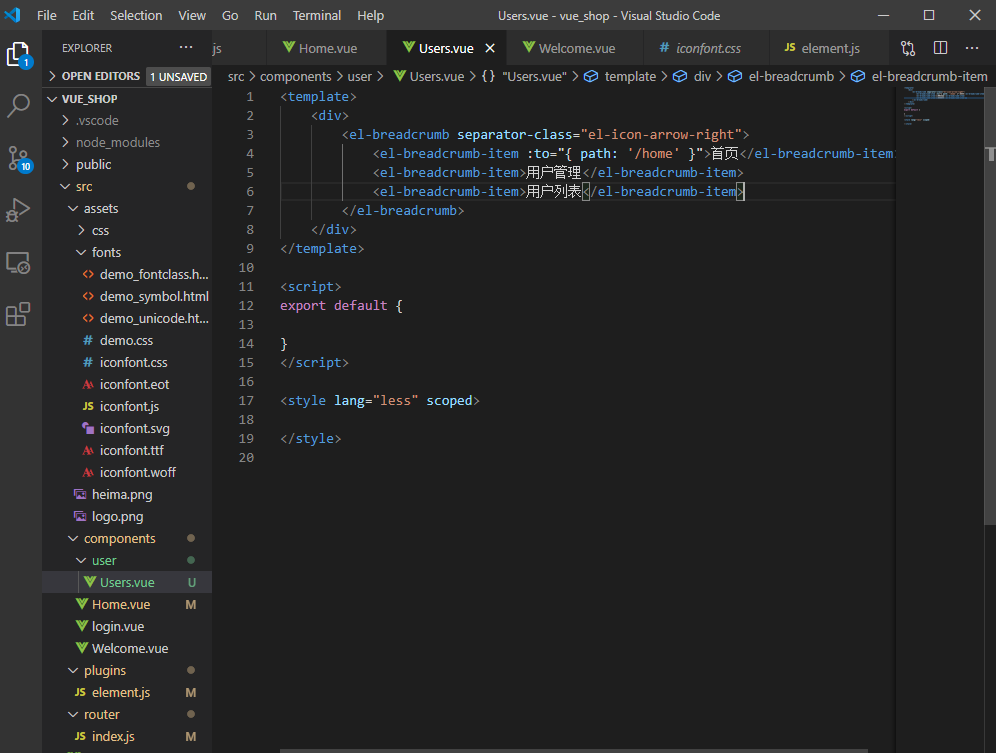 File Edit Selection View Go Run Terminal Help Users.vue - vue_shop - Visual Studio Code
EXPLORER ··· js Home.vue Users.vue Welcome.vue # iconfont.css JS element.js ···
OPEN EDITORS 1 UNSAVED
src > components > user > Users.vue > {} "Users.vue" > template > div > el-breadcrumb > el-breadcrumb-item
VUE_SHOP
.vscode
node_modules
public
src
assets
css
fonts
<> demo_fontclass.h...
<> demo_symbol.html
<> demo_unicode.ht...
# demo.css
# iconfont.css
iconfont.eot
JS iconfont.js
iconfont.svg
iconfont.ttf
iconfont.woff
heima.png
logo.png
components
user
Users.vue U
Home.vue M
login.vue
Welcome.vue
plugins
JS element.js M
router
JS index.js M
1
10
1 <template>
2 <div>
3 <el-breadcrumb separator-class="el-icon-arrow-right">
4 <el-breadcrumb-item :to="{ path: '/home' }">首页</el-breadcrumb-item
5 <el-breadcrumb-item>用户管理</el-breadcrumb-item>
6 <el-breadcrumb-item>用户列表</el-breadcrumb-item>
7 </el-breadcrumb>
8 </div>
9 </template>
10
11 <script>
12 export default {
13
14 }
15 </script>
16
17 <style lang="less" scoped>
18
19 </style>
20